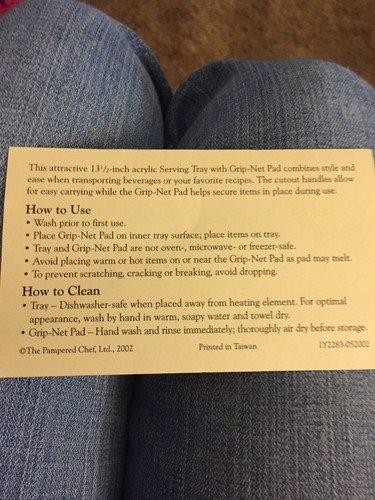 This attractive 13½-inch acrylic Serving Tray with Grip-Net Pad combines style and
ease when transporting beverages or your favorite recipes. The cutout handles allow
for easy carrying while the Grip-Net Pad helps secure items in place during use.
How to Use
• Wash prior to first use.
• Place Grip-Net Pad on inner tray surface; place items on tray.
• Tray and Grip-Net Pad are not oven-, microwave- or freezer-safe.
• Avoid placing warm or hot items on or near the Grip-Net Pad as pad may melt.
• To prevent scratching, cracking or breaking, avoid dropping.
How to Clean
• Tray – Dishwasher-safe when placed away from heating element. For optimal
appearance, wash by hand in warm, soapy water and towel dry.
• Grip-Net Pad – Hand wash and rinse immediately; thoroughly air dry before storage.
©The Pampered Chef, Ltd., 2002 Printed in Taiwan 1Y2283-052002